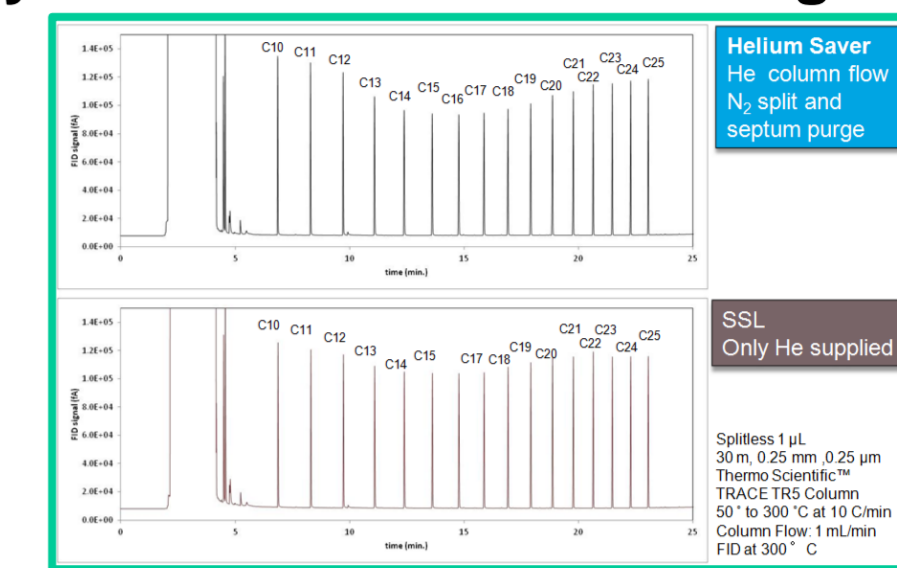 1.4E+05
1.2E+05
1.0E+05
8.0E+04
6.0E+04
4.0E+04
2.0E+04
0.0E+00
FID signal (fA)
C10
C11
C12
C13
C14
C15
C16
C17
C18
C19
C20
C21
C22
C23
C24
C25
0
5
10
15
20
25
time (min.)
Helium Saver
He column flow
N₂ split and
septum purge
1.4E+05
1.2E+05
1.0E+05
8.0E+04
6.0E+04
4.0E+04
2.0E+04
0.0E+00
FID signal (fA)
C10
C11
C12
C13
C14
C15
C17
C18
C19
C20
C21
C22
C23
C24
C25
0
5
10
15
20
25
time (min.)
SSL
Only He supplied
Splitless 1 µL
30 m, 0.25 mm ,0.25 µm
Thermo Scientific™
TRACE TR5 Column
50 ˚ to 300 ˚C at 10 C/min
Column Flow: 1 mL/min
FID at 300 ° C